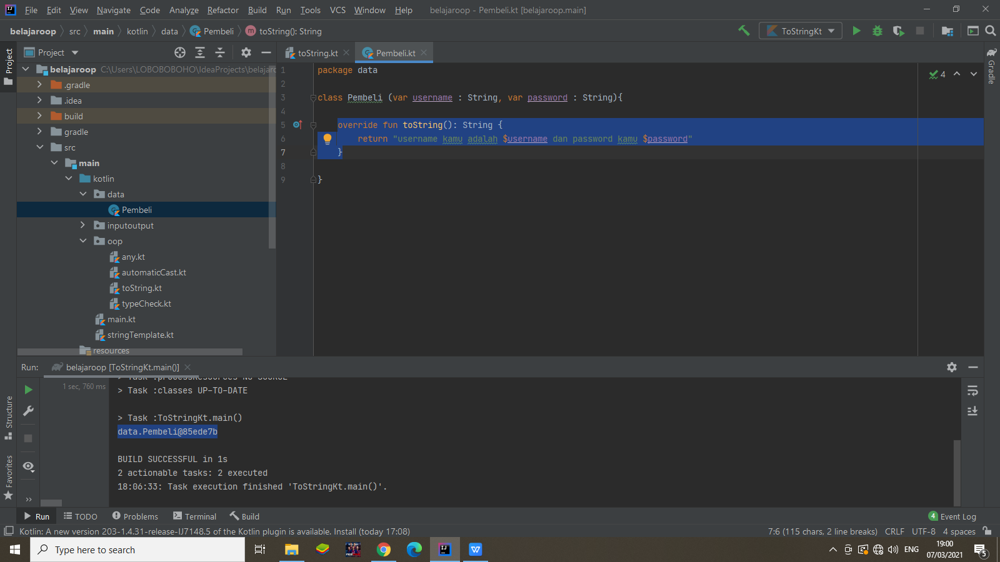 File Edit View Navigate Code Analyze Refactor Build Run Tools VCS Window Help belajaroop - Pembeli.kt [belajaroop.main]
belajaroop src main kotlin data Pembeli toString(): String ToStringKt
Project
Project
toString.kt Pembeli.kt
belajaroop C:\Users\LOBOBOBOHO\IdeaProjects\belajaro
.gradle
.idea
build
gradle
src
main
kotlin
data
Pembeli
inputoutput
oop
any.kt
automaticCast.kt
toString.kt
typeCheck.kt
main.kt
stringTemplate.kt
resources
1 package data
2
3 class Pembeli (var username : String, var password : String){
4
5 override fun toString(): String {
6 return "username kamu adalah $username dan password kamu $password"
7 }
8
9 }
4
Gradle
Run: belajaroop [ToStringKt.main()]
1 sec, 760 ms
> Task :processResources NO-SOURCE
> Task :classes UP-TO-DATE
> Task :ToStringKt.main()
data.Pembeli@85ede7b
BUILD SUCCESSFUL in 1s
2 actionable tasks: 2 executed
18:06:33: Task execution finished 'ToStringKt.main()'.
Structure
Favorites
Run TODO Problems Terminal Build 4 Event Log
Kotlin: A new version 203-1.4.31-release-IJ7148.5 of the Kotlin plugin is available. Install (today 17:08) 7:6 (115 chars, 2 line breaks) CRLF UTF-8 4 spaces
Type here to search
ENG
19:00
07/03/2021
5